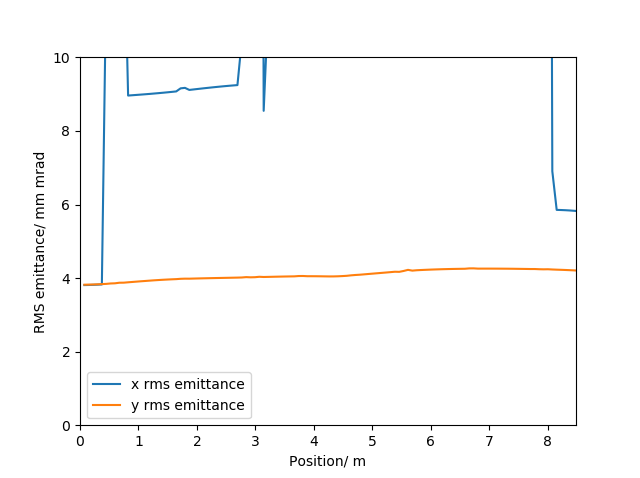 10
8
6
4
2
0
RMS emittance/ mm mrad
x rms emittance
y rms emittance
0 1 2 3 4 5 6 7 8
Position/ m